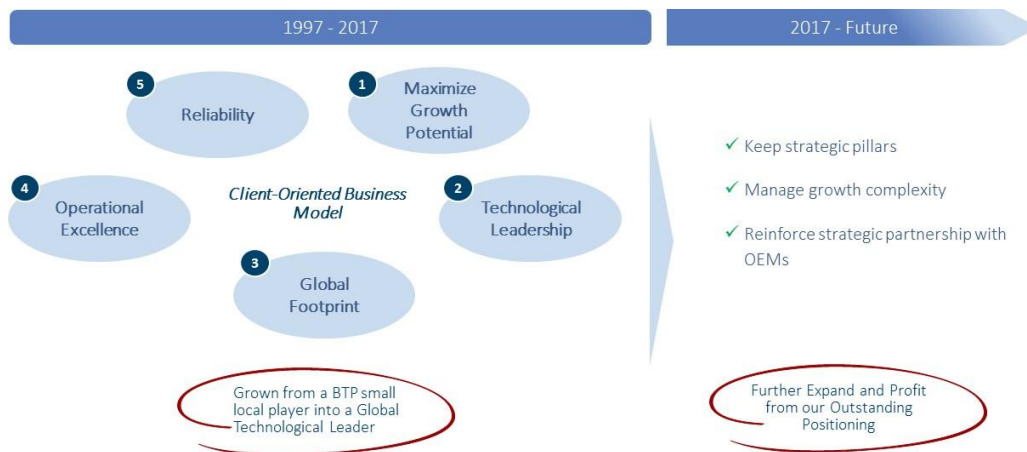 1997 - 2017
2017 - Future
5
Reliability
1
Maximize
Growth
Potential
4
Operational
Excellence
Client-Oriented Business
Model
2
Technological
Leadership
3
Global
Footprint
Grown from a BTP small
local player into a Global
Technological Leader
✓ Keep strategic pillars
✓ Manage growth complexity
✓ Reinforce strategic partnership with
OEMs
Further Expand and Profit
from our Outstanding
Positioning